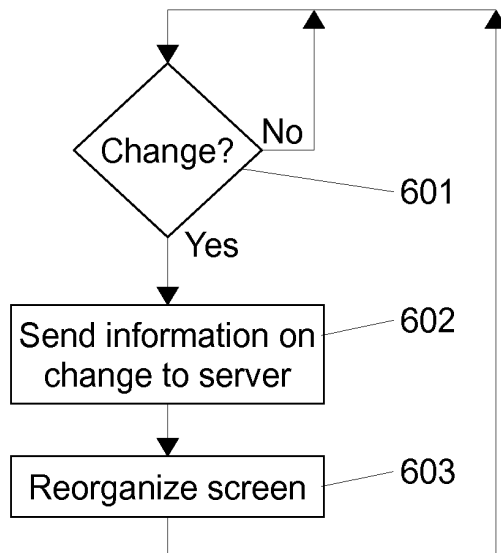 Change?
No
601
Yes
Send information on
change to server
602
Reorganize screen
603